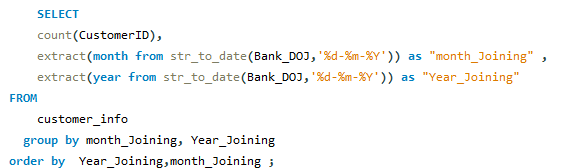 SELECT
count(CustomerID),
extract(month from str_to_date(Bank_DOJ,'%d-%m-%Y')) as "month_Joining" ,
extract(year from str_to_date(Bank_DOJ,'%d-%m-%Y')) as "Year_Joining"
FROM
customer_info
group by month_Joining, Year_Joining
order by  Year_Joining,month_Joining ;